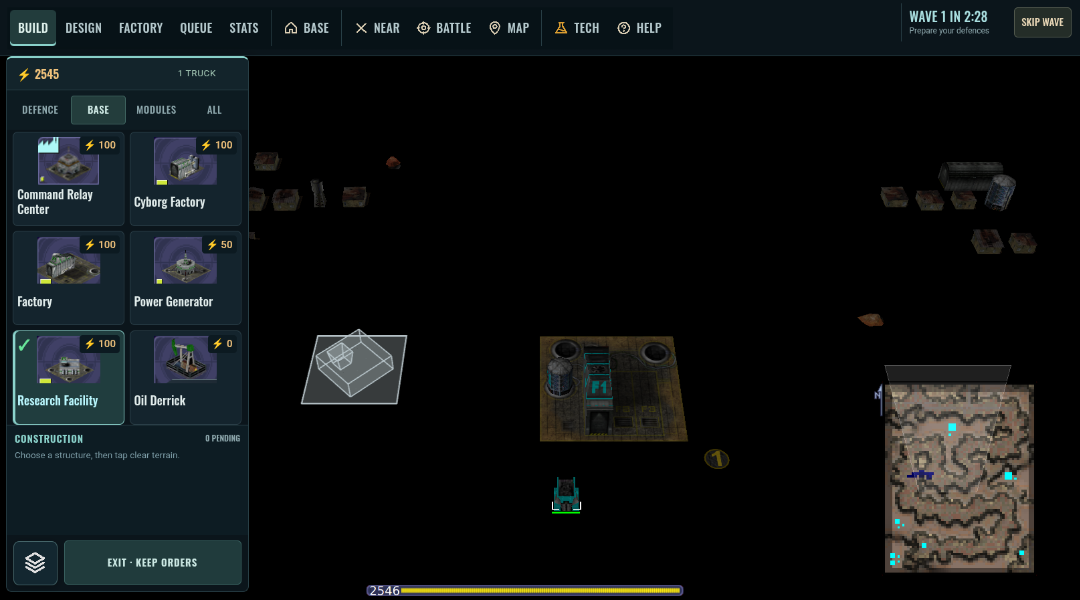 BUILD DESIGN FACTORY QUEUE STATS BASE NEAR BATTLE MAP TECH HELP
WAVE 1 IN 2:28
Prepare your defences
SKIP WAVE
2545
1 TRUCK
DEFENCE BASE MODULES ALL
100
Command Relay
Center
100
Cyborg Factory
100
Factory
50
Power Generator
100
Research Facility
0
Oil Derrick
CONSTRUCTION
0 PENDING
Choose a structure, then tap clear terrain.
EXIT - KEEP ORDERS
F1
1
N
2546